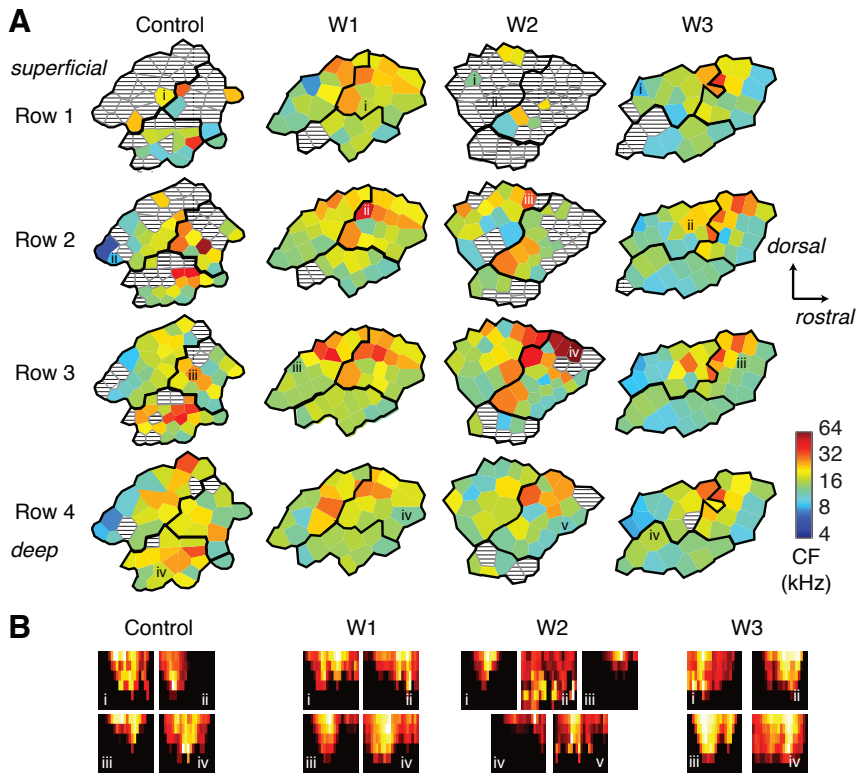 A
Control W1 W2 W3
superficial
Row 1
i i i ii i
Row 2
ii ii iii ii
dorsal
rostral
Row 3
iii iii iv iii
Row 4
deep
iv iv v iv
64
32
16
8
4
CF
(kHz)
B
Control W1 W2 W3
i ii i ii i ii iii i ii
iii iv iii iv iv v iii iv